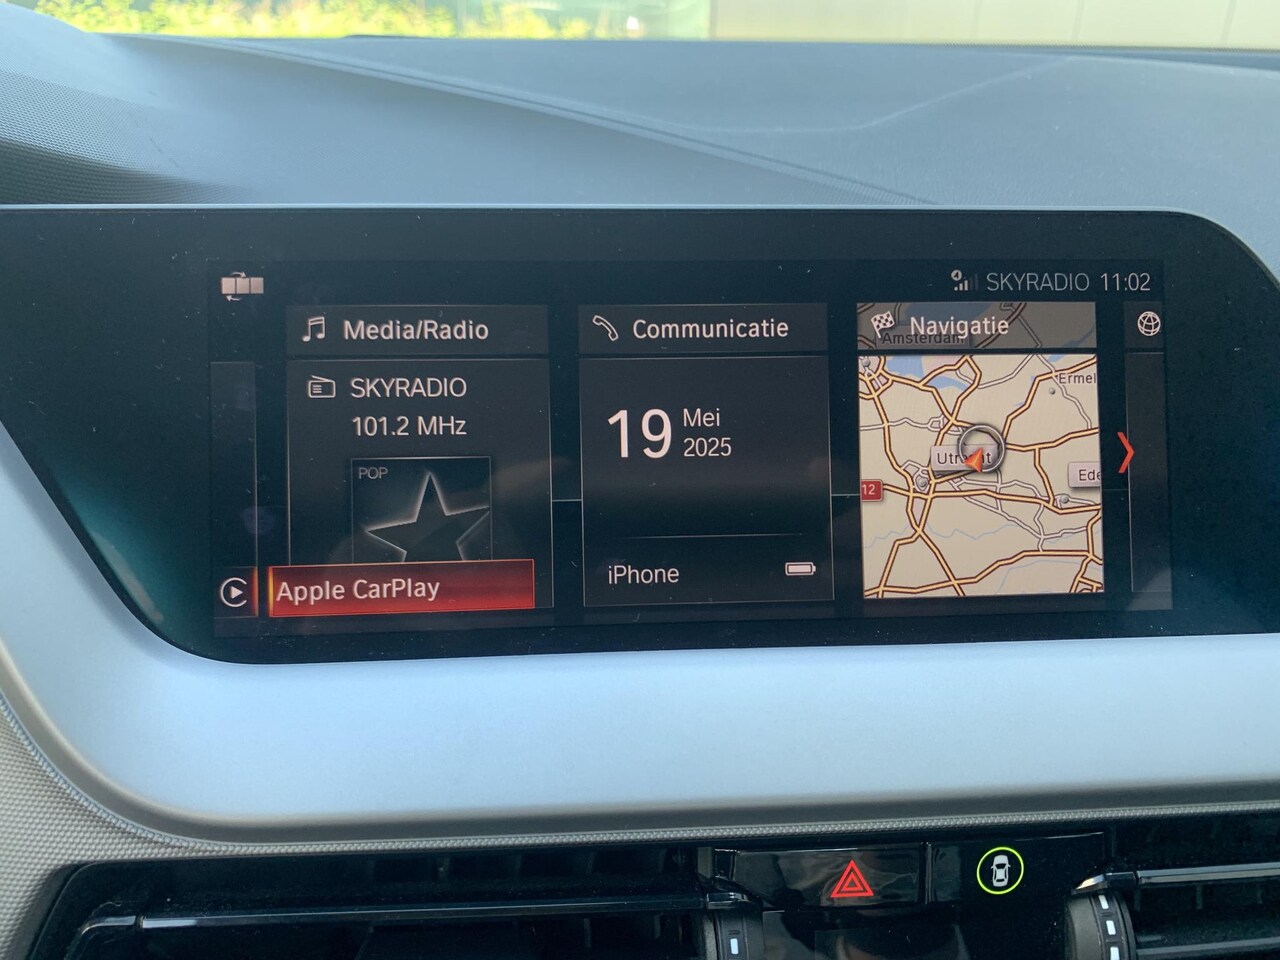 SKYRADIO 11:02
Media/Radio
SKYRADIO
101.2 MHz
POP
Apple CarPlay
Communicatie
19 Mei
2025
iPhone
Navigatie
Amsterdam
Ermel
Utrecht
Ede
12